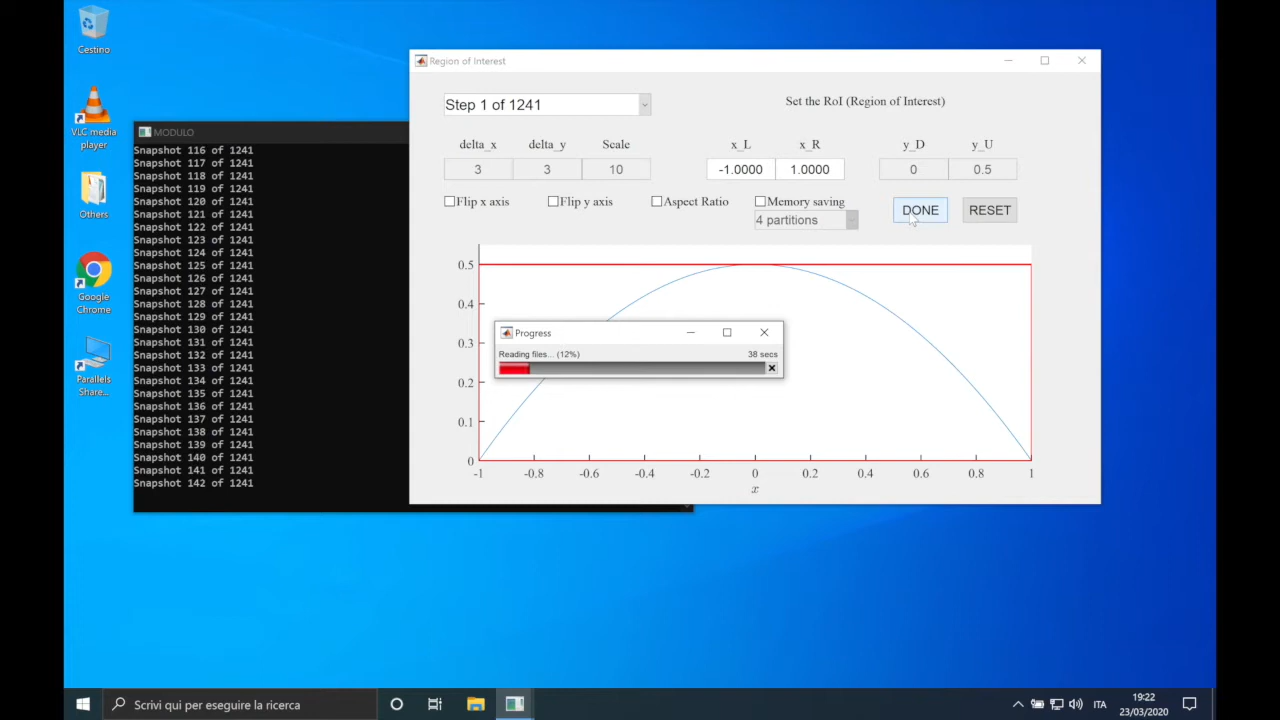 Cestino
VLC media
player
Others
Google
Chrome
Parallels
Share...
MODULO
Snapshot 116 of 1241
Snapshot 117 of 1241
Snapshot 118 of 1241
Snapshot 119 of 1241
Snapshot 120 of 1241
Snapshot 121 of 1241
Snapshot 122 of 1241
Snapshot 123 of 1241
Snapshot 124 of 1241
Snapshot 125 of 1241
Snapshot 126 of 1241
Snapshot 127 of 1241
Snapshot 128 of 1241
Snapshot 129 of 1241
Snapshot 130 of 1241
Snapshot 131 of 1241
Snapshot 132 of 1241
Snapshot 133 of 1241
Snapshot 134 of 1241
Snapshot 135 of 1241
Snapshot 136 of 1241
Snapshot 137 of 1241
Snapshot 138 of 1241
Snapshot 139 of 1241
Snapshot 140 of 1241
Snapshot 141 of 1241
Snapshot 142 of 1241
Region of Interest
Step 1 of 1241
Set the RoI (Region of Interest)
delta_x delta_y Scale x_L x_R y_D y_U
3 3 10 -1.0000 1.0000 0 0.5
Flip x axis Flip y axis Aspect Ratio Memory saving
4 partitions
DONE RESET
0.5
0.4
0.3
0.2
0.1
0
-1 -0.8 -0.6 -0.4 -0.2 0 0.2 0.4 0.6 0.8 1
x
Progress
Reading files... (12%) 38 secs
Scrivi qui per eseguire la ricerca
ITA
19:22
23/03/2020